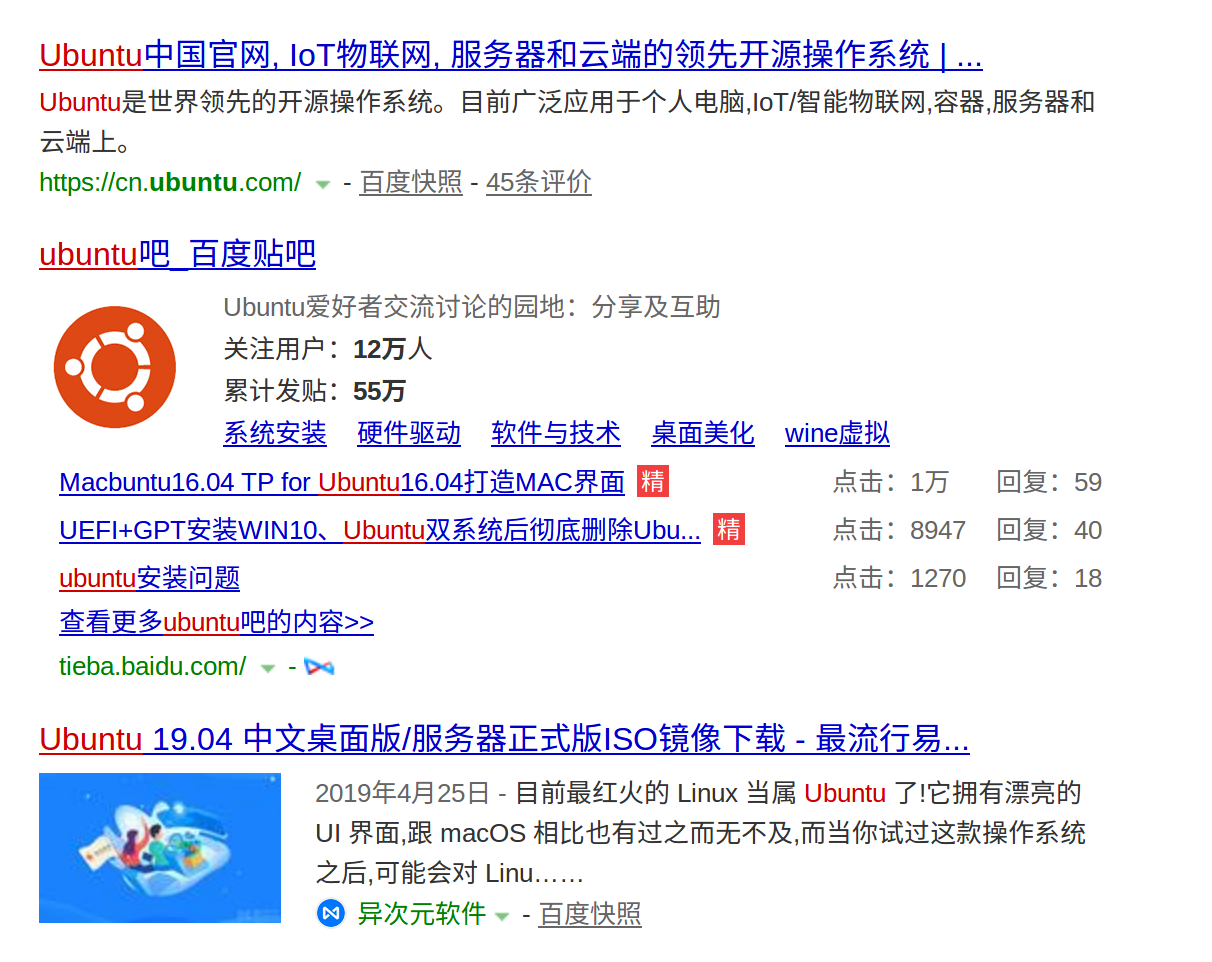 Ubuntu中国官网, IoT物联网, 服务器和云端的领先开源操作系统 | ...
Ubuntu是世界领先的开源操作系统。目前广泛应用于个人电脑,IoT/智能物联网,容器,服务器和
云端上。
https://cn.ubuntu.com/ - 百度快照 - 45条评价
ubuntu吧_百度贴吧
Ubuntu爱好者交流讨论的园地：分享及互助
关注用户：12万人
累计发贴：55万
系统安装 硬件驱动 软件与技术 桌面美化 wine虚拟
Macbuntu16.04 TP for Ubuntu16.04打造MAC界面 精 点击：1万 回复：59
UEFI+GPT安装WIN10、Ubuntu双系统后彻底删除Ubu... 精 点击：8947 回复：40
ubuntu安装问题 点击：1270 回复：18
查看更多ubuntu吧的内容>>
tieba.baidu.com/ -
Ubuntu 19.04 中文桌面版/服务器正式版ISO镜像下载 - 最流行易...
2019年4月25日 - 目前最红火的 Linux 当属 Ubuntu 了!它拥有漂亮的
UI 界面,跟 macOS 相比也有过之而无不及,而当你试过这款操作系统
之后,可能会对 Linu……
异次元软件 - 百度快照